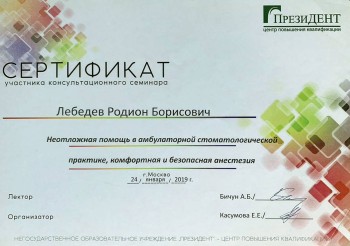 ПРЕЗИДЕНТ
ЦЕНТР ПОВЫШЕНИЯ КВАЛИФИКАЦИИ
СЕРТИФИКАТ
участника консультационного семинара
Лебедев Родион Борисович
Неотложная помощь в амбулаторной стоматологической
практике, комфортная и безопасная анестезия
г.Москва
24 января 2019 г.
Лектор
Бичун А.Б./
Организатор
Касумова Е.Е./
НЕГОСУДАРСТВЕННОЕ ОБРАЗОВАТЕЛЬНОЕ УЧРЕЖДЕНИЕ „ПРЕЗИДЕНТ" – ЦЕНТР ПОВЫШЕНИЯ КВАЛИФИКАЦИИ